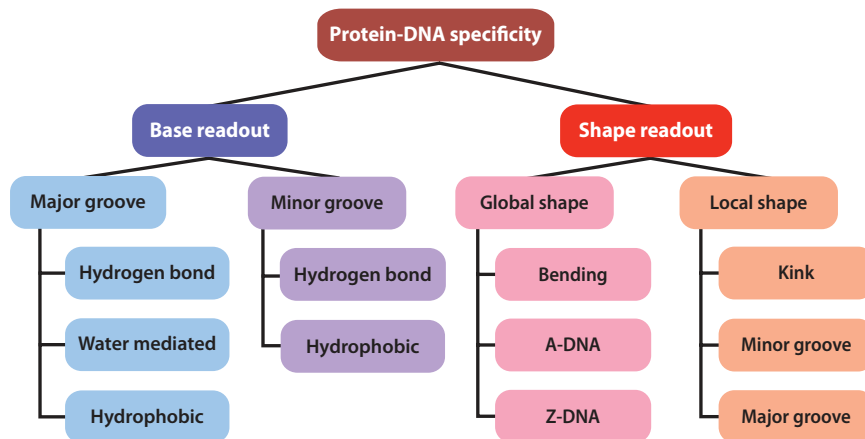 Protein-DNA specificity
Base readout
Shape readout
Major groove
Minor groove
Global shape
Local shape
Hydrogen bond
Hydrogen bond
Bending
Kink
Water mediated
Hydrophobic
A-DNA
Minor groove
Hydrophobic
Z-DNA
Major groove